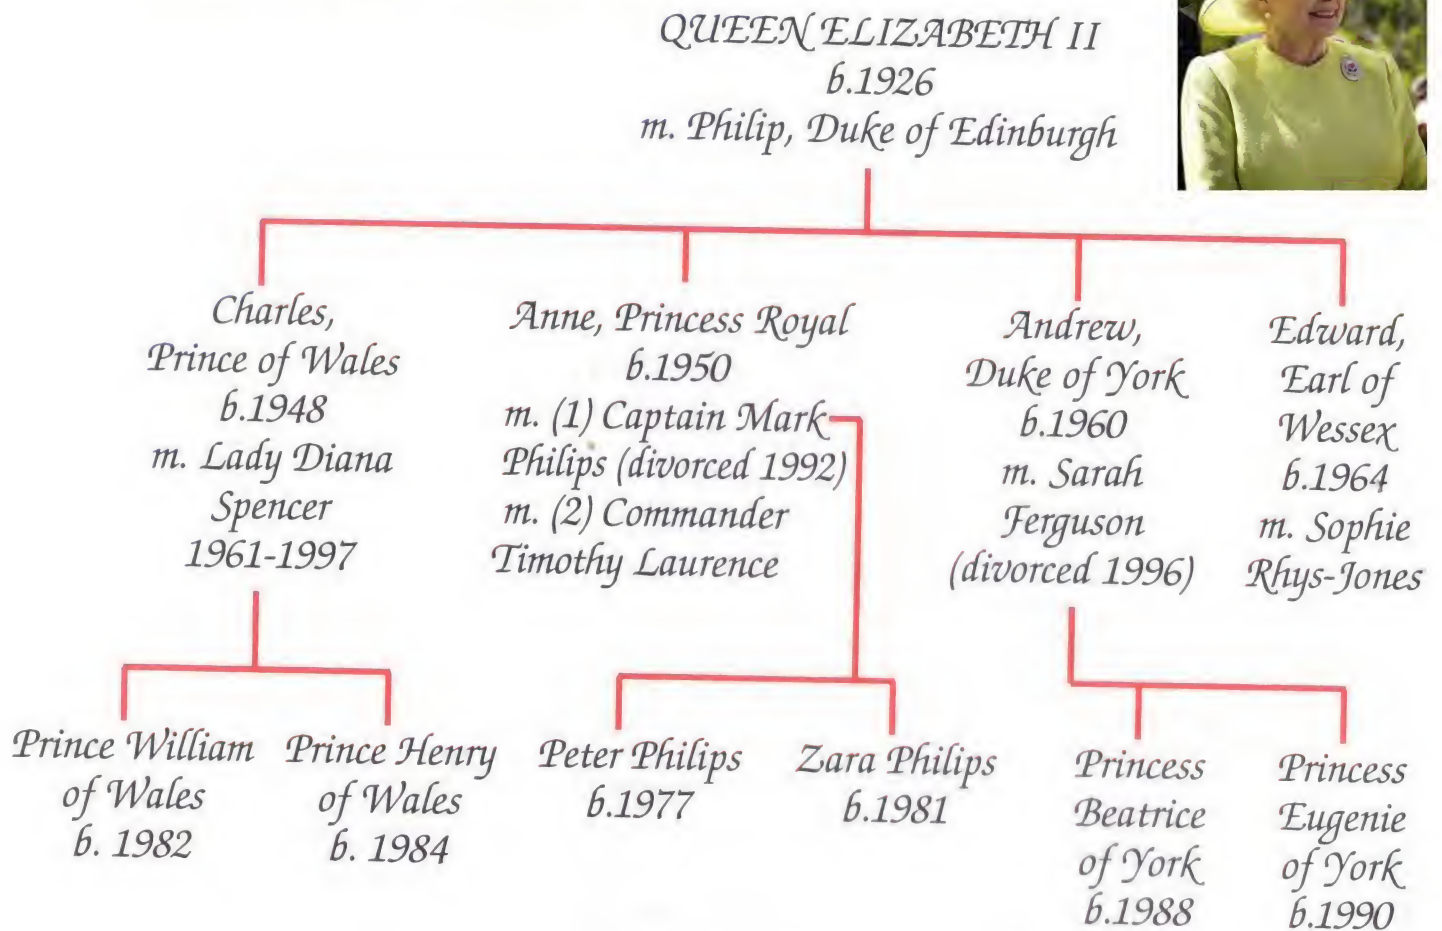 QUEEN ELIZABETH II
b.1926
m. Philip, Duke of Edinburgh
Charles,
Prince of Wales
b.1948
m. Lady Diana
Spencer
1961-1997
Anne, Princess Royal
b.1950
m. (1) Captain Mark
Philips (divorced 1992)
m. (2) Commander
Timothy Laurence
Andrew,
Duke of York
b.1960
m. Sarah
Ferguson
(divorced 1996)
Edward,
Earl of
Wessex
b.1964
m. Sophie
Rhys-Jones
Prince William
of Wales
b. 1982
Prince Henry
of Wales
b. 1984
Peter Philips
b.1977
Zara Philips
b.1981
Princess
Beatrice
of York
b.1988
Princess
Eugenie
of York
b.1990